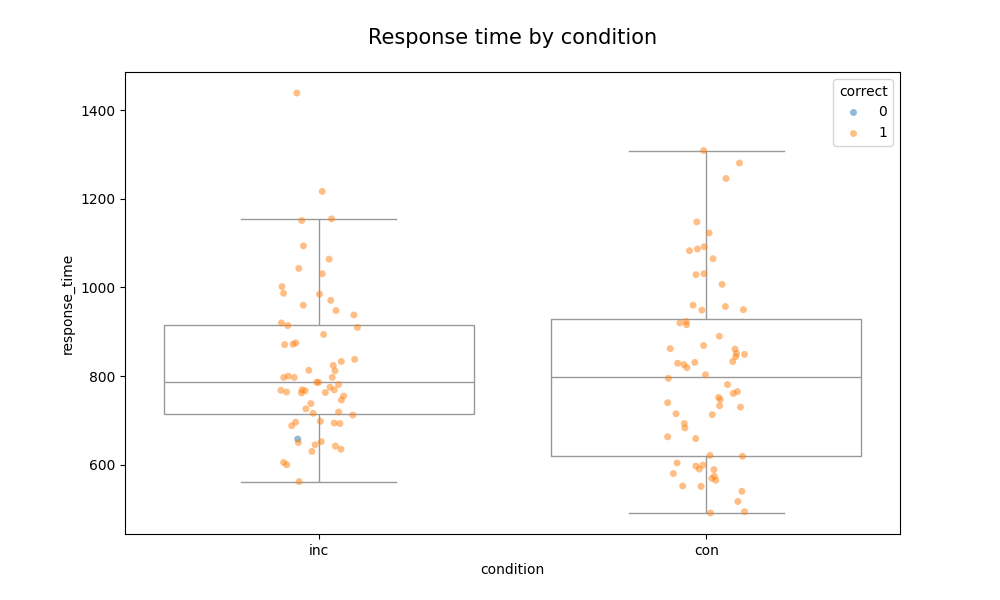 Response time by condition
correct
0
1
1400
1200
1000
800
600
response_time
inc
con
condition